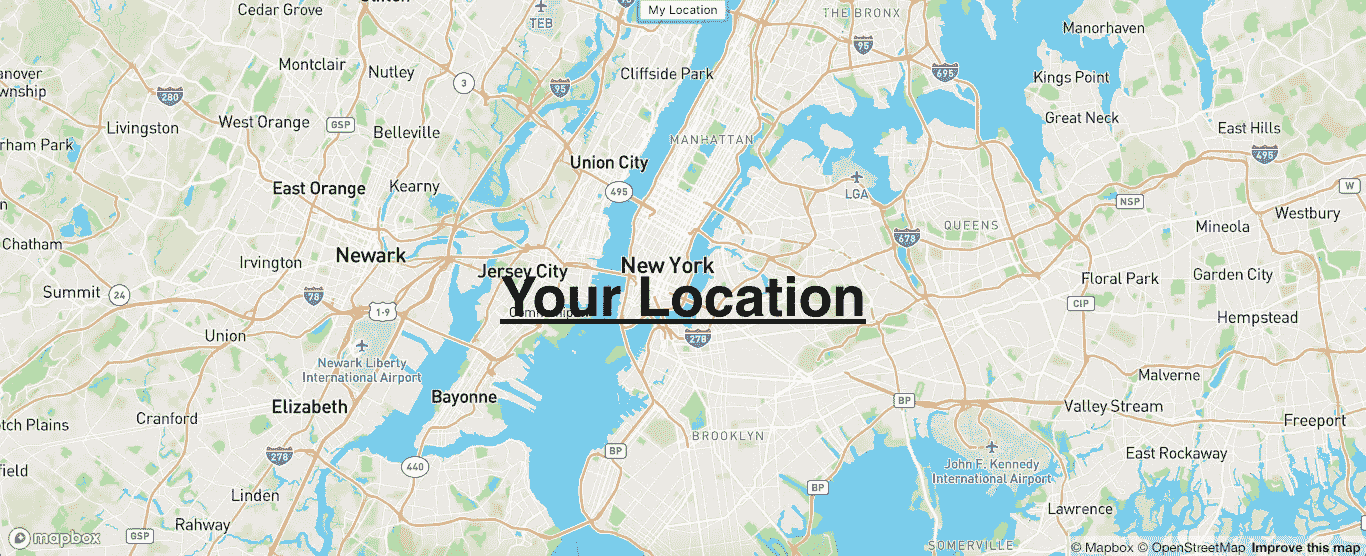 Cedar Grove
Clifton
TEB
95
My Location
THE BRONX
95
Manorhaven
Montclair
Nutley
3
95
Cliffside Park
695
Kings Point
anover
wnship
280
Livingston
West Orange
GSP
Belleville
Great Neck
East Hills
495
rham Park
MANHATTAN
Union City
East Orange
Kearny
495
LGA
W
n
NSP
Westbury
Mineola
QUEENS
678
Chatham
Newark
Irvington
Jersey City
New York
Floral Park
Garden City
Summit
24
78
1-9
Your Location
CIP
Hempstead
Union
278
Newark Liberty
International Airport
Malverne
Elizabeth
Bayonne
BP
Valley Stream
Cranford
tch Plains
Freeport
BROOKLYN
BP
278
440
East Rockaway
John F. Kennedy
International Airport
field
BP
Linden
Lawrence
Rahway
GSP
mapbox
SOMERVILLE
© Mapbox © OpenStreetMap Improve this map